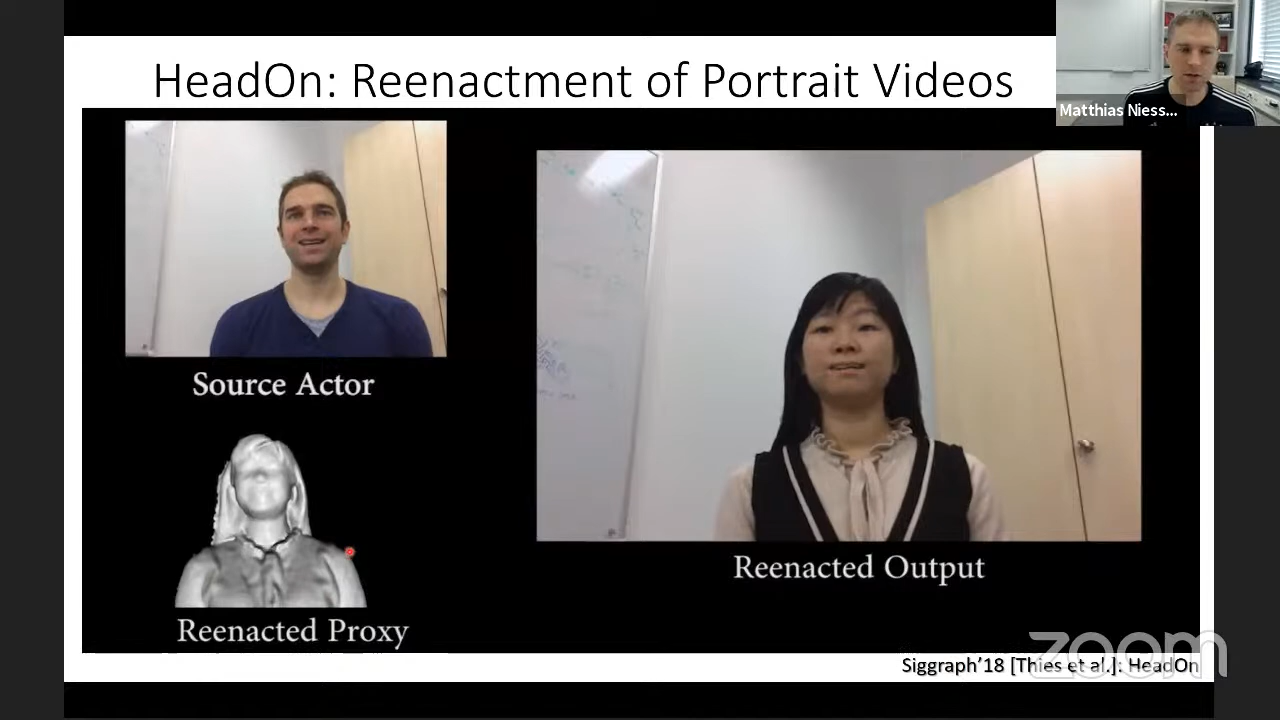 HeadOn: Reenactment of Portrait Videos
Matthias Niess...
Source Actor
Reenacted Output
Reenacted Proxy
Siggraph'18 [Thies et al.]: HeadOn
zoom